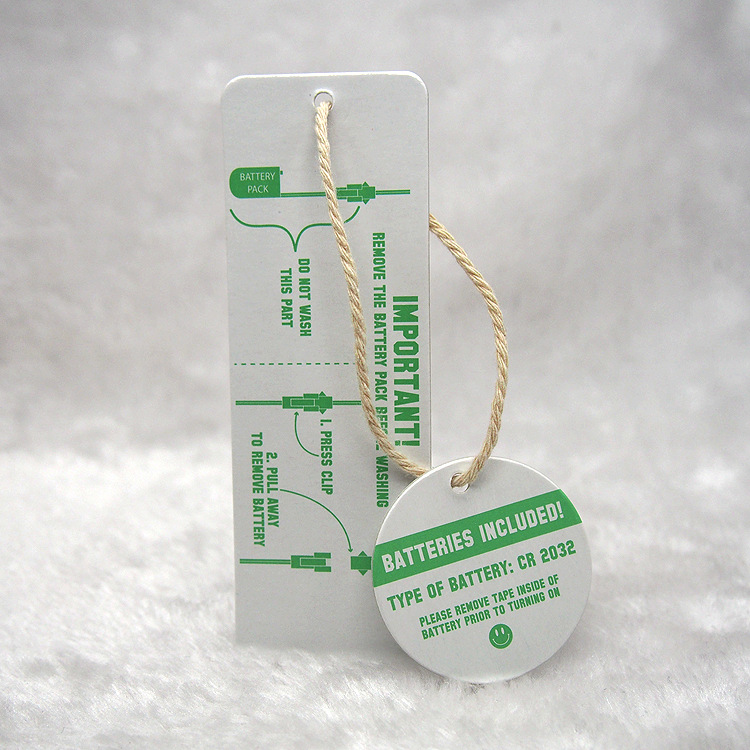 BATTERY
PACK
DO NOT WASH
THIS PART
IMPORTANT!
REMOVE THE BATTERY PACK WASHING
1. PRESS CLIP
2. PULL AWAY
TO REMOVE BATTERY
BATTERIES INCLUDED!
TYPE OF BATTERY: CR 2032
PLEASE REMOVE TAPE INSIDE OF
BATTERY PRIOR TO TURNING ON